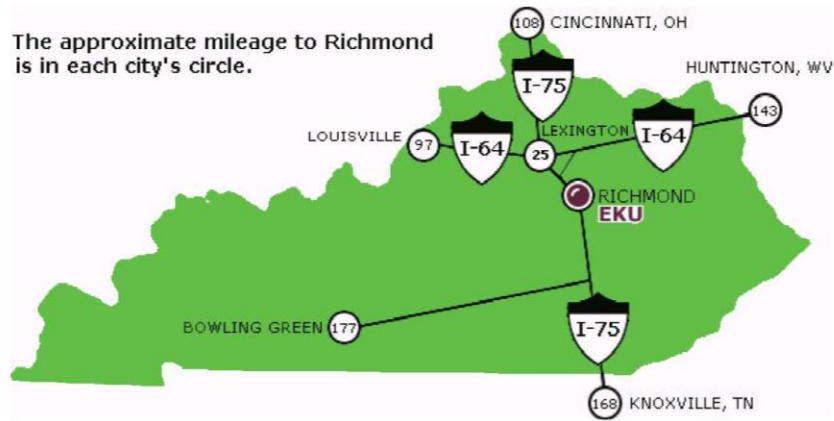 The approximate mileage to Richmond
is in each city's circle.
108 CINCINNATI, OH
I-75
HUNTINGTON, WV
143
LOUISVILLE 97
I-64
LEXINGTON
25
I-64
RICHMOND
EKU
BOWLING GREEN 177
I-75
168 KNOXVILLE, TN